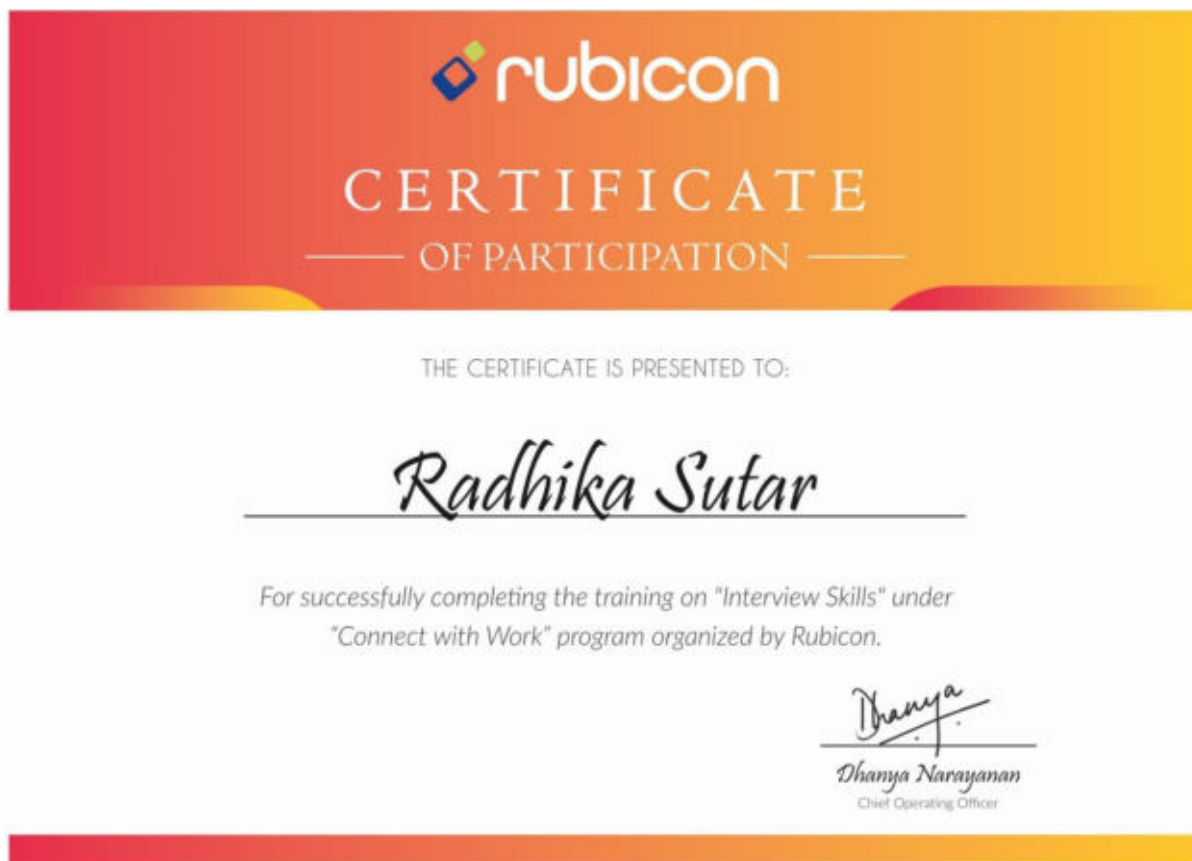 rubicon
CERTIFICATE
OF PARTICIPATION
THE CERTIFICATE IS PRESENTED TO:
Radhika Sutar
For successfully completing the training on "Interview Skills" under
"Connect with Work” program organized by Rubicon.
Dhanya
Dhanya Narayanan
Chief Operating Officer